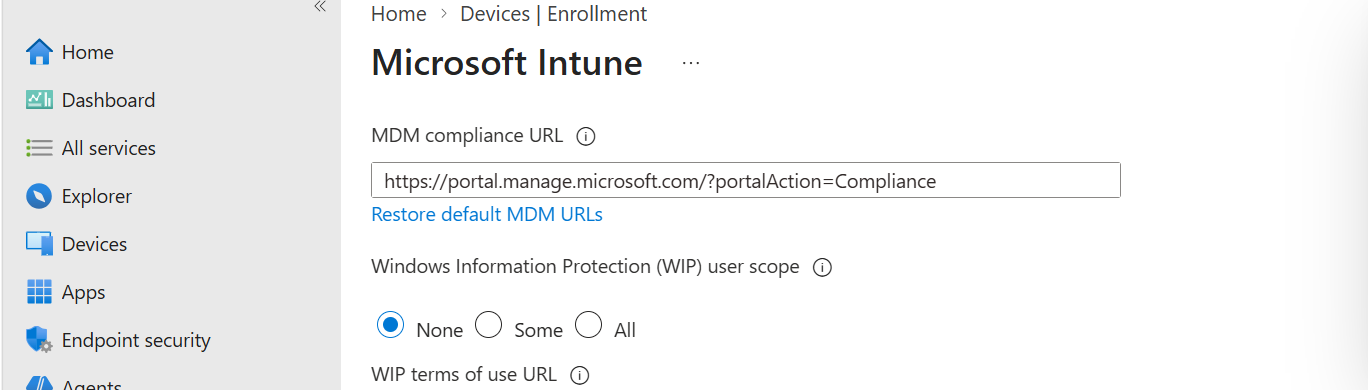 Home
Dashboard
All services
Explorer
Devices
Apps
Endpoint security
Agents
Home > Devices | Enrollment
Microsoft Intune ...
MDM compliance URL
https://portal.manage.microsoft.com/?portalAction=Compliance
Restore default MDM URLs
Windows Information Protection (WIP) user scope
None Some All
WIP terms of use URL